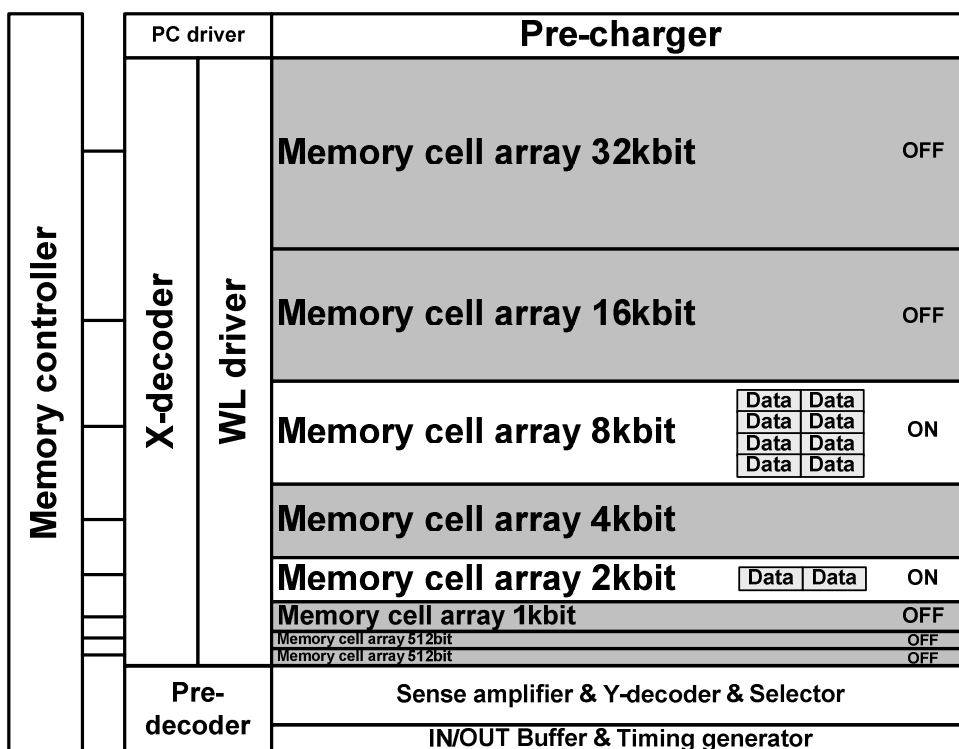 PC driver
Pre-charger
Memory controller
X-decoder
WL driver
Memory cell array 32kbit OFF
Memory cell array 16kbit OFF
Memory cell array 8kbit ON
Data Data
Data Data
Data Data
Data Data
Memory cell array 4kbit
Memory cell array 2kbit Data Data ON
Memory cell array 1kbit OFF
Memory cell array 512bit OFF
Memory cell array 512bit OFF
Pre-
decoder
Sense amplifier & Y-decoder & Selector
IN/OUT Buffer & Timing generator